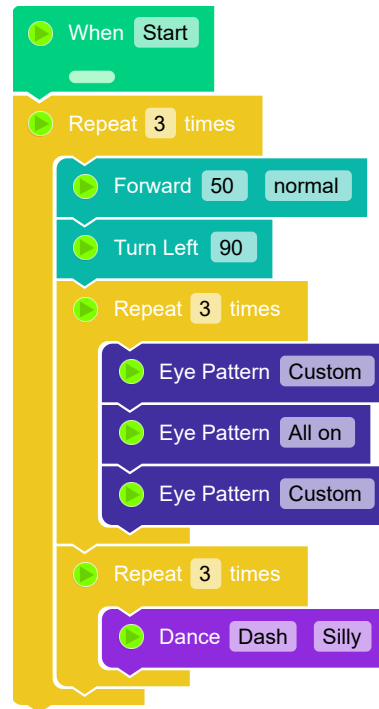 When Start
Repeat 3 times
Forward 50 normal
Turn Left 90
Repeat 3 times
Eye Pattern Custom
Eye Pattern All on
Eye Pattern Custom
Repeat 3 times
Dance Dash Silly